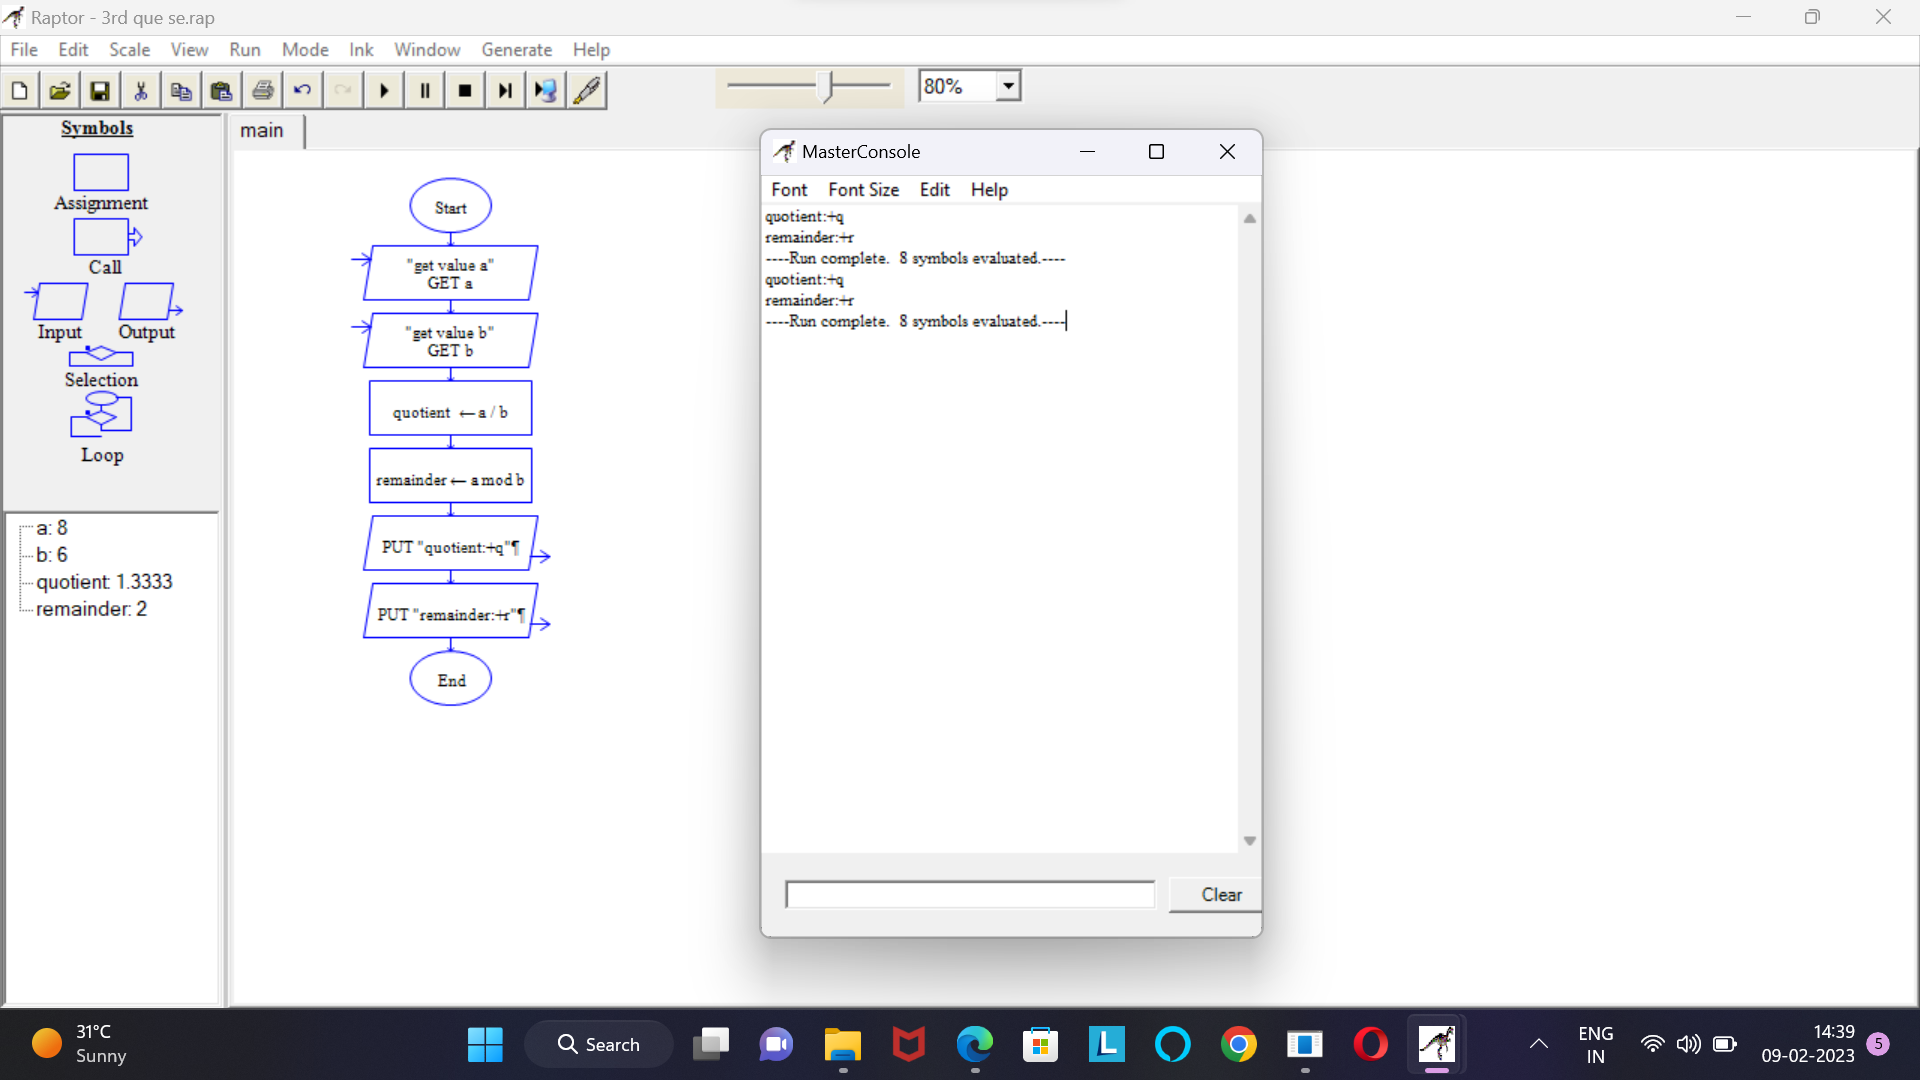 Raptor - 3rd que se.rap
File Edit Scale View Run Mode Ink Window Generate Help
80%
Symbols
Assignment
Call
Input Output
Selection
Loop
a: 8
b: 6
quotient: 1.3333
remainder: 2
main
Start
"get value a"
GET a
"get value b"
GET b
quotient ← a / b
remainder ← a mod b
PUT "quotient:+q"¶
PUT "remainder:+r"¶
End
MasterConsole
Font Font Size Edit Help
quotient:+q
remainder:+r
----Run complete. 8 symbols evaluated.----
quotient:+q
remainder:+r
----Run complete. 8 symbols evaluated.----
Clear
31°C
Sunny
Search
L
ENG
IN
14:39
09-02-2023
5